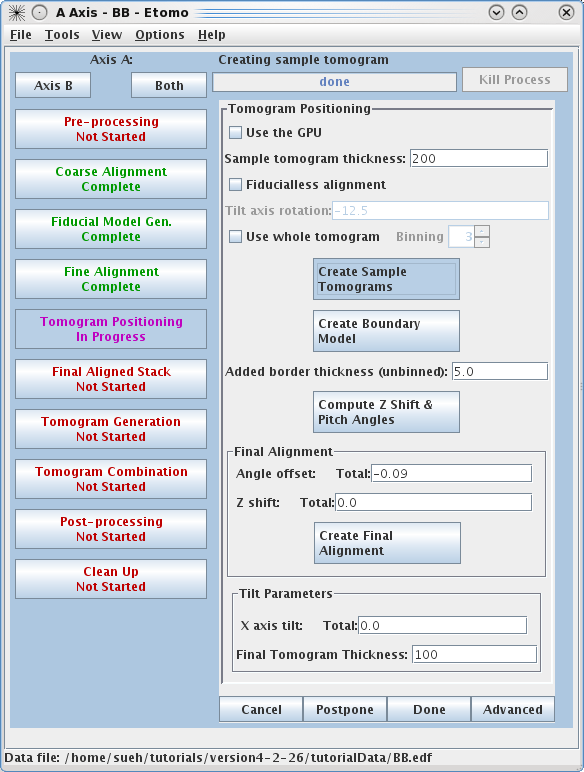 A Axis - BB - Etomo
File Tools View Options Help
Axis A:
Creating sample tomogram
Axis B
Both
done
Kill Process
Pre-processing
Not Started
Coarse Alignment
Complete
Fiducial Model Gen.
Complete
Fine Alignment
Complete
Tomogram Positioning
In Progress
Final Aligned Stack
Not Started
Tomogram Generation
Not Started
Tomogram Combination
Not Started
Post-processing
Not Started
Clean Up
Not Started
Tomogram Positioning
Use the GPU
Sample tomogram thickness: 200
Fiducialless alignment
Tilt axis rotation: -12.5
Use whole tomogram Binning 3
Create Sample
Tomograms
Create Boundary
Model
Added border thickness (unbinned): 5.0
Compute Z Shift &
Pitch Angles
Final Alignment
Angle offset: Total: -0.09
Z shift: Total: 0.0
Create Final
Alignment
Tilt Parameters
X axis tilt: Total: 0.0
Final Tomogram Thickness: 100
Cancel Postpone Done Advanced
Data file: /home/sueh/tutorials/version4-2-26/tutorialData/BB.edf